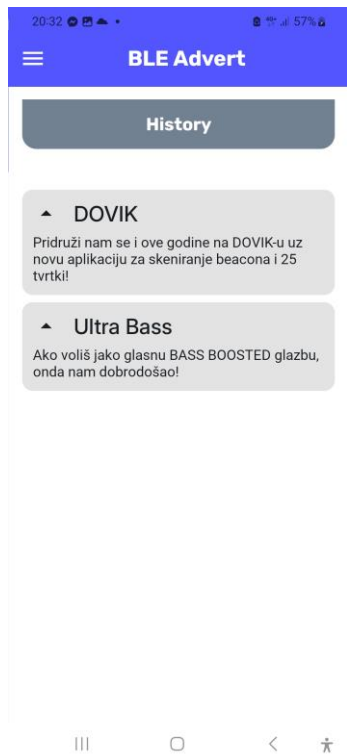 20:32 57%
BLE Advert
History
DOVIK
Pridruži nam se i ove godine na DOVIK-u uz
novu aplikaciju za skeniranje beacona i 25
tvrtki!
Ultra Bass
Ako voliš jako glasnu BASS BOOSTED glazbu,
onda nam dobrodošao!